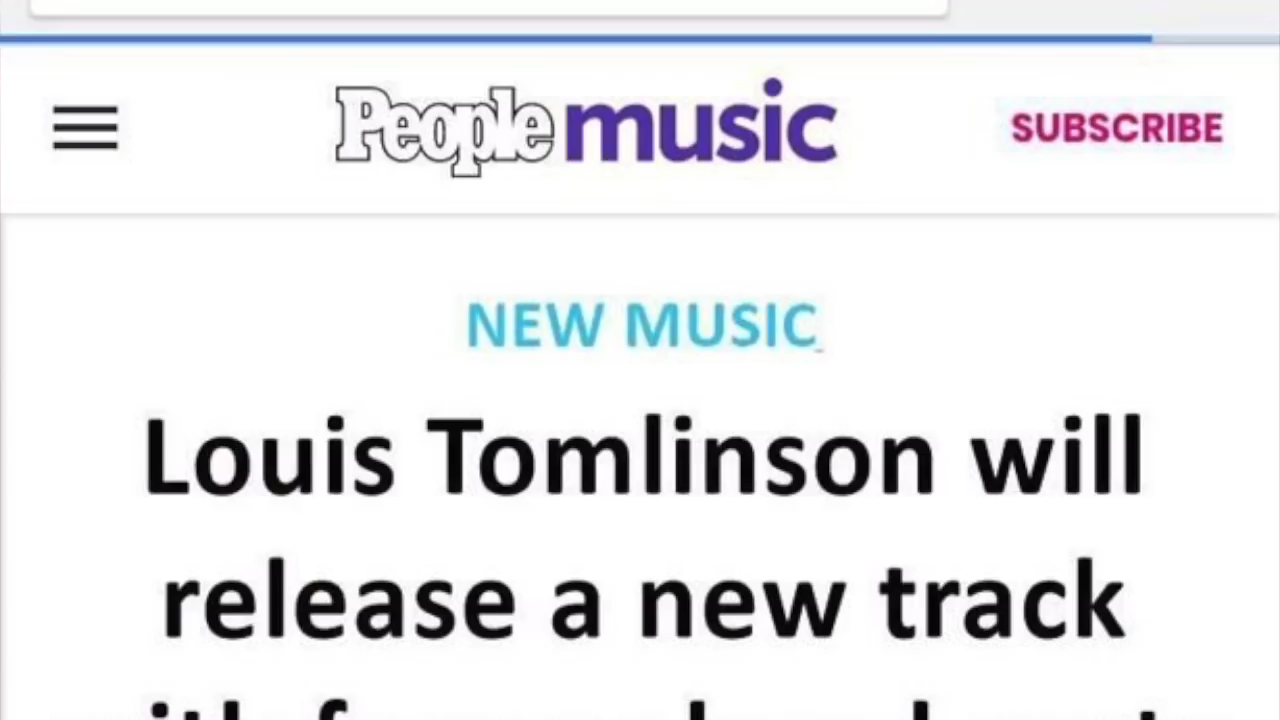 People music
SUBSCRIBE
NEW MUSIC
Louis Tomlinson will
release a new track